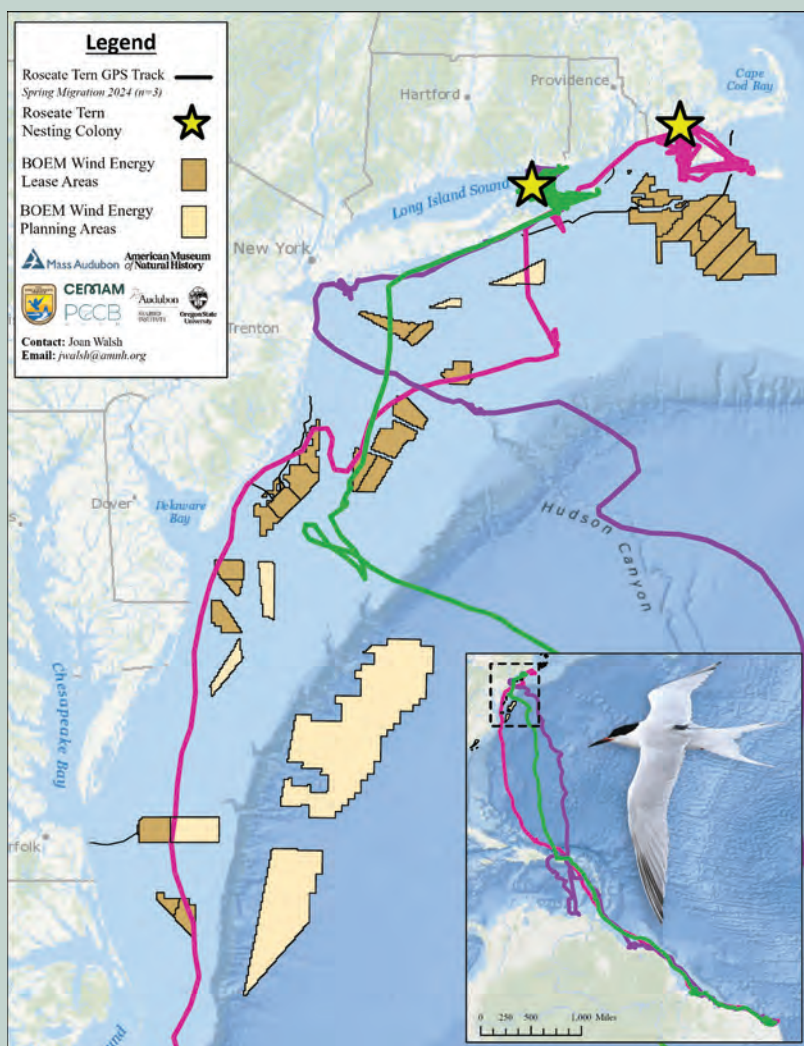 Legend
Roseate Tern GPS Track
Spring Migration 2024 (n=3)
Roseate Tern
Nesting Colony
BOEM Wind Energy
Lease Areas
BOEM Wind Energy
Planning Areas
Mass Audubon
American Museum
of Natural History
CEMAM
PCCB
Audubon
Oregon State
University
Contact: Joan Walsh
Email: jwalsh@amnh.org
Hartford
Providence
Cape
Cod Bay
Long Island Sound
New York
Trenton
Dover
Delaware
Bay
Hudson Canyon
Chesapeake Bay
rfolk
ound
0 250 500 1,000 Miles